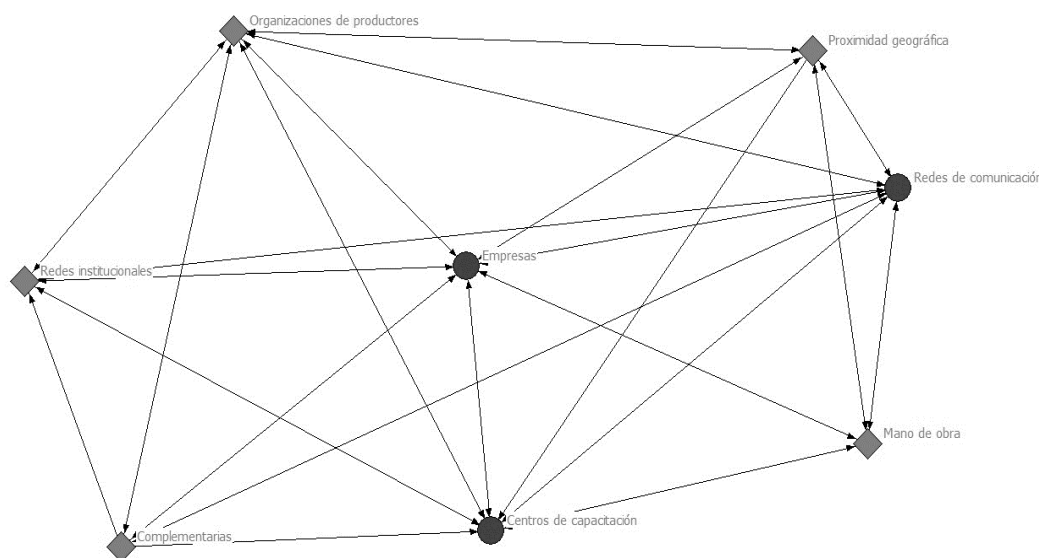 Organizaciones de productores
Proximidad geográfica
Redes de comunicación
Empresas
Redes institucionales
Mano de obra
Centros de capacitación
Complementarias